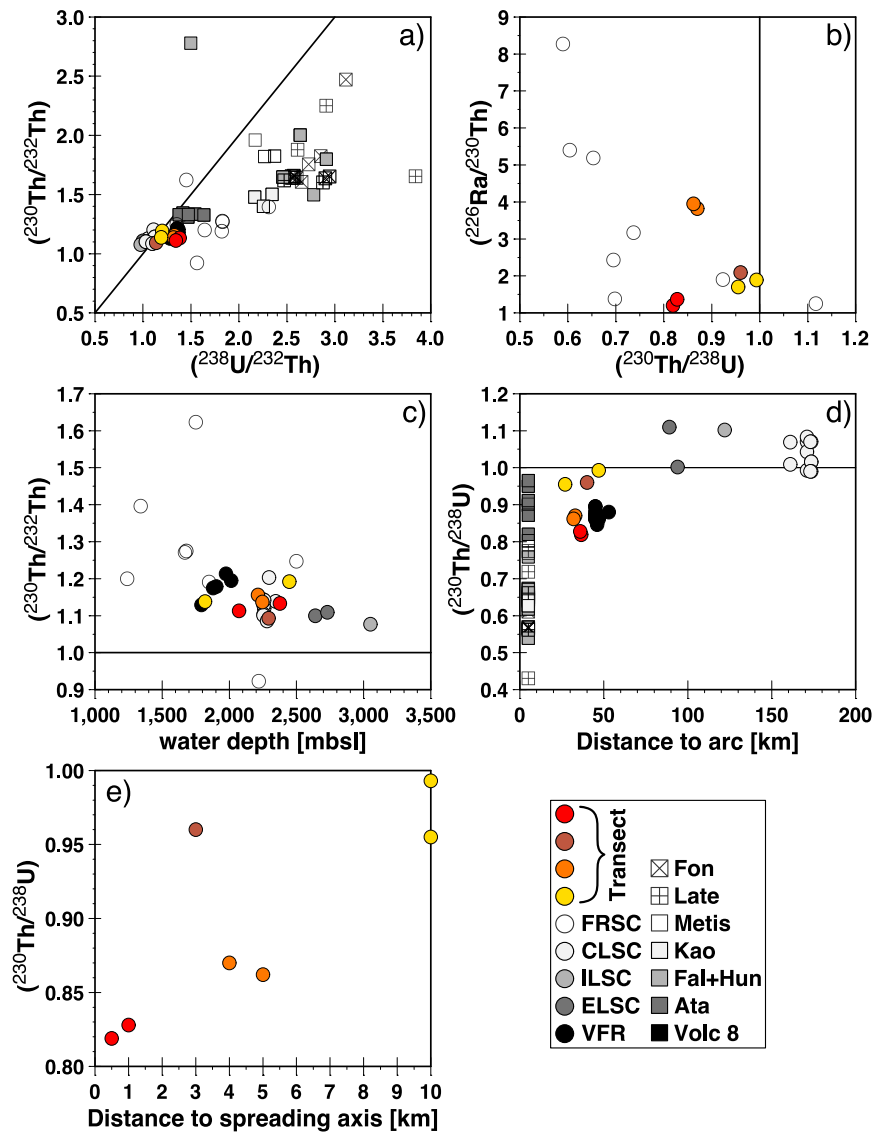 a)
3.0
2.5
2.0
1.5
1.0
0.5
(230Th/232Th)
0.5 1.0 1.5 2.0 2.5 3.0 3.5 4.0
(238U/232Th)
b)
9
8
7
6
5
4
3
2
1
(226Ra/230Th)
0.5 0.6 0.7 0.8 0.9 1.0 1.1 1.2
(230Th/238U)
c)
1.7
1.6
1.5
1.4
1.3
1.2
1.1
1.0
0.9
(230Th/232Th)
1,000 1,500 2,000 2,500 3,000 3,500
water depth [mbsl]
d)
1.2
1.1
1.0
0.9
0.8
0.7
0.6
0.5
0.4
(230Th/238U)
0 50 100 150 200
Distance to arc [km]
e)
1.00
0.95
0.90
0.85
0.80
(230Th/238U)
0 1 2 3 4 5 6 7 8 9 10
Distance to spreading axis [km]
Transect
FRSC
CLSC
ILSC
ELSC
VFR
Fon
Late
Metis
Kao
Fal+Hun
Ata
Volc 8